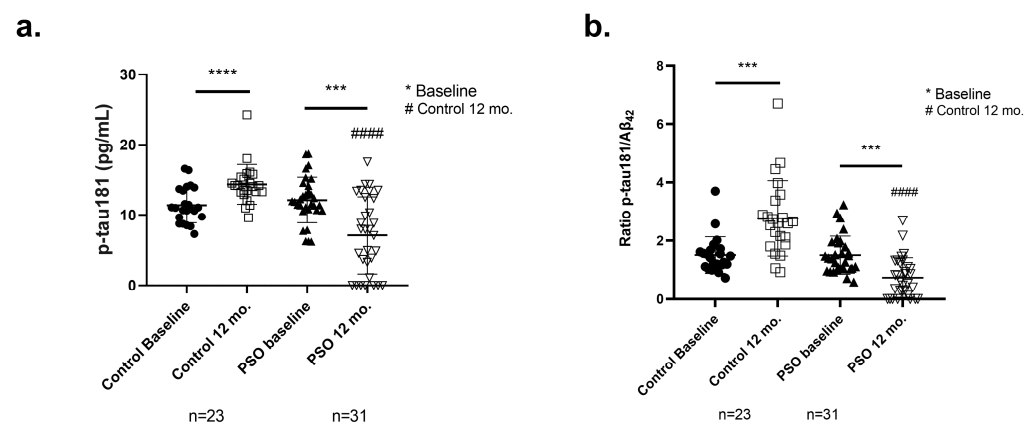 a.
p-tau181 (pg/mL)
30
20
10
0
****
***
####
* Baseline
# Control 12 mo.
Control Baseline
Control 12 mo.
PSO baseline
PSO 12 mo.
n=23
n=31
b.
Ratio p-tau181/Aβ42
8
6
4
2
0
***
***
####
* Baseline
# Control 12 mo.
Control Baseline
Control 12 mo.
PSO baseline
PSO 12 mo.
n=23
n=31